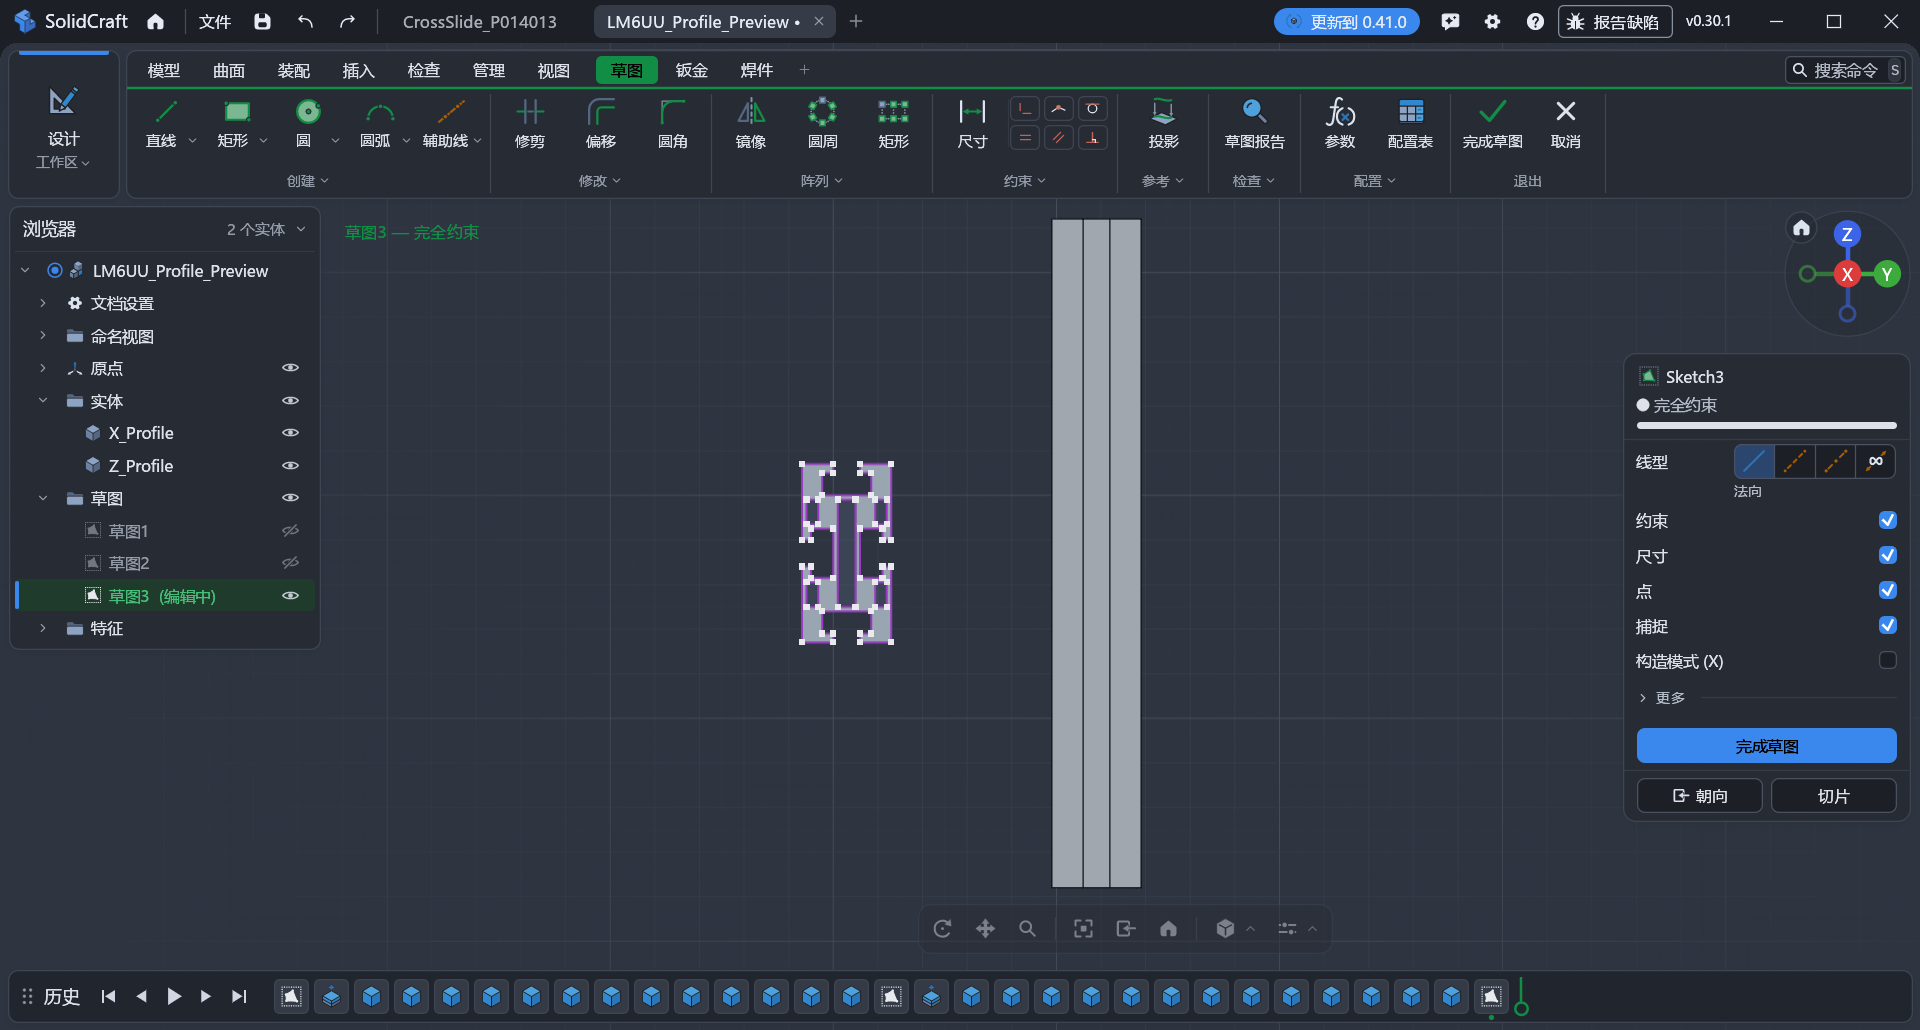 SolidCraft
文件
CrossSlide_P014013
LM6UU_Profile_Preview •
更新到 0.41.0
报告缺陷
v0.30.1
设计
工作区
模型
曲面
装配
插入
检查
管理
视图
草图
钣金
焊件
搜索命令 S
直线
矩形
圆
圆弧
辅助线
创建
修剪
偏移
圆角
修改
镜像
圆周
矩形
阵列
尺寸
约束
投影
参考
草图报告
检查
参数
配置表
配置
完成草图
取消
退出
浏览器
2 个实体
LM6UU_Profile_Preview
文档设置
命名视图
原点
实体
X_Profile
Z_Profile
草图
草图1
草图2
草图3 (编辑中)
特征
草图3 — 完全约束
Z
X
Y
Sketch3
完全约束
线型
法向
约束
尺寸
点
捕捉
构造模式 (X)
更多
完成草图
朝向
切片
历史